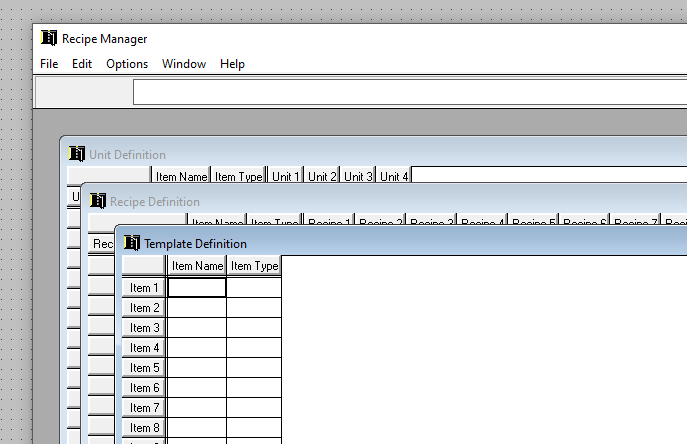 Recipe Manager
File Edit Options Window Help
Unit Definition
Item Name Item Type Unit 1 Unit 2 Unit 3 Unit 4
U
Recipe Definition
Item Name Item Type Recipe 1 Recipe 2 Recipe 3 Recipe 4 Recipe 5 Recipe 6 Recipe 7 Reci
Rec
Template Definition
Item Name Item Type
Item 1
Item 2
Item 3
Item 4
Item 5
Item 6
Item 7
Item 8